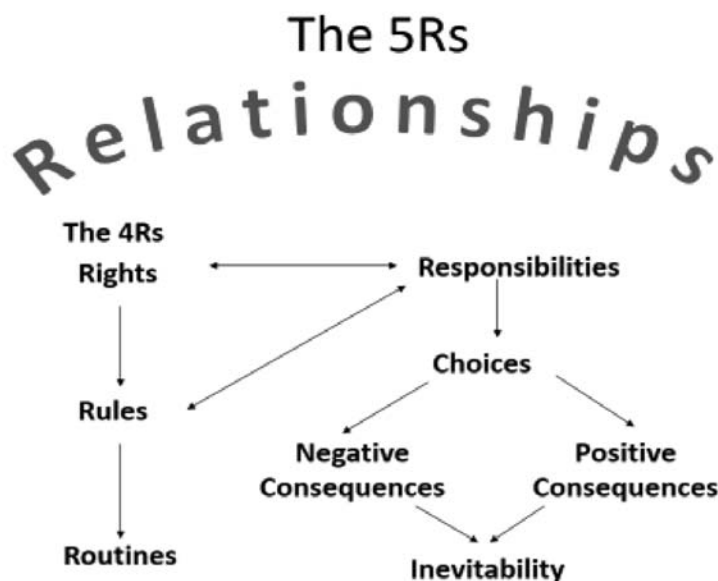 The 5Rs
Relationships
The 4Rs
Rights
Responsibilities
Choices
Rules
Negative
Consequences
Positive
Consequences
Routines
Inevitability